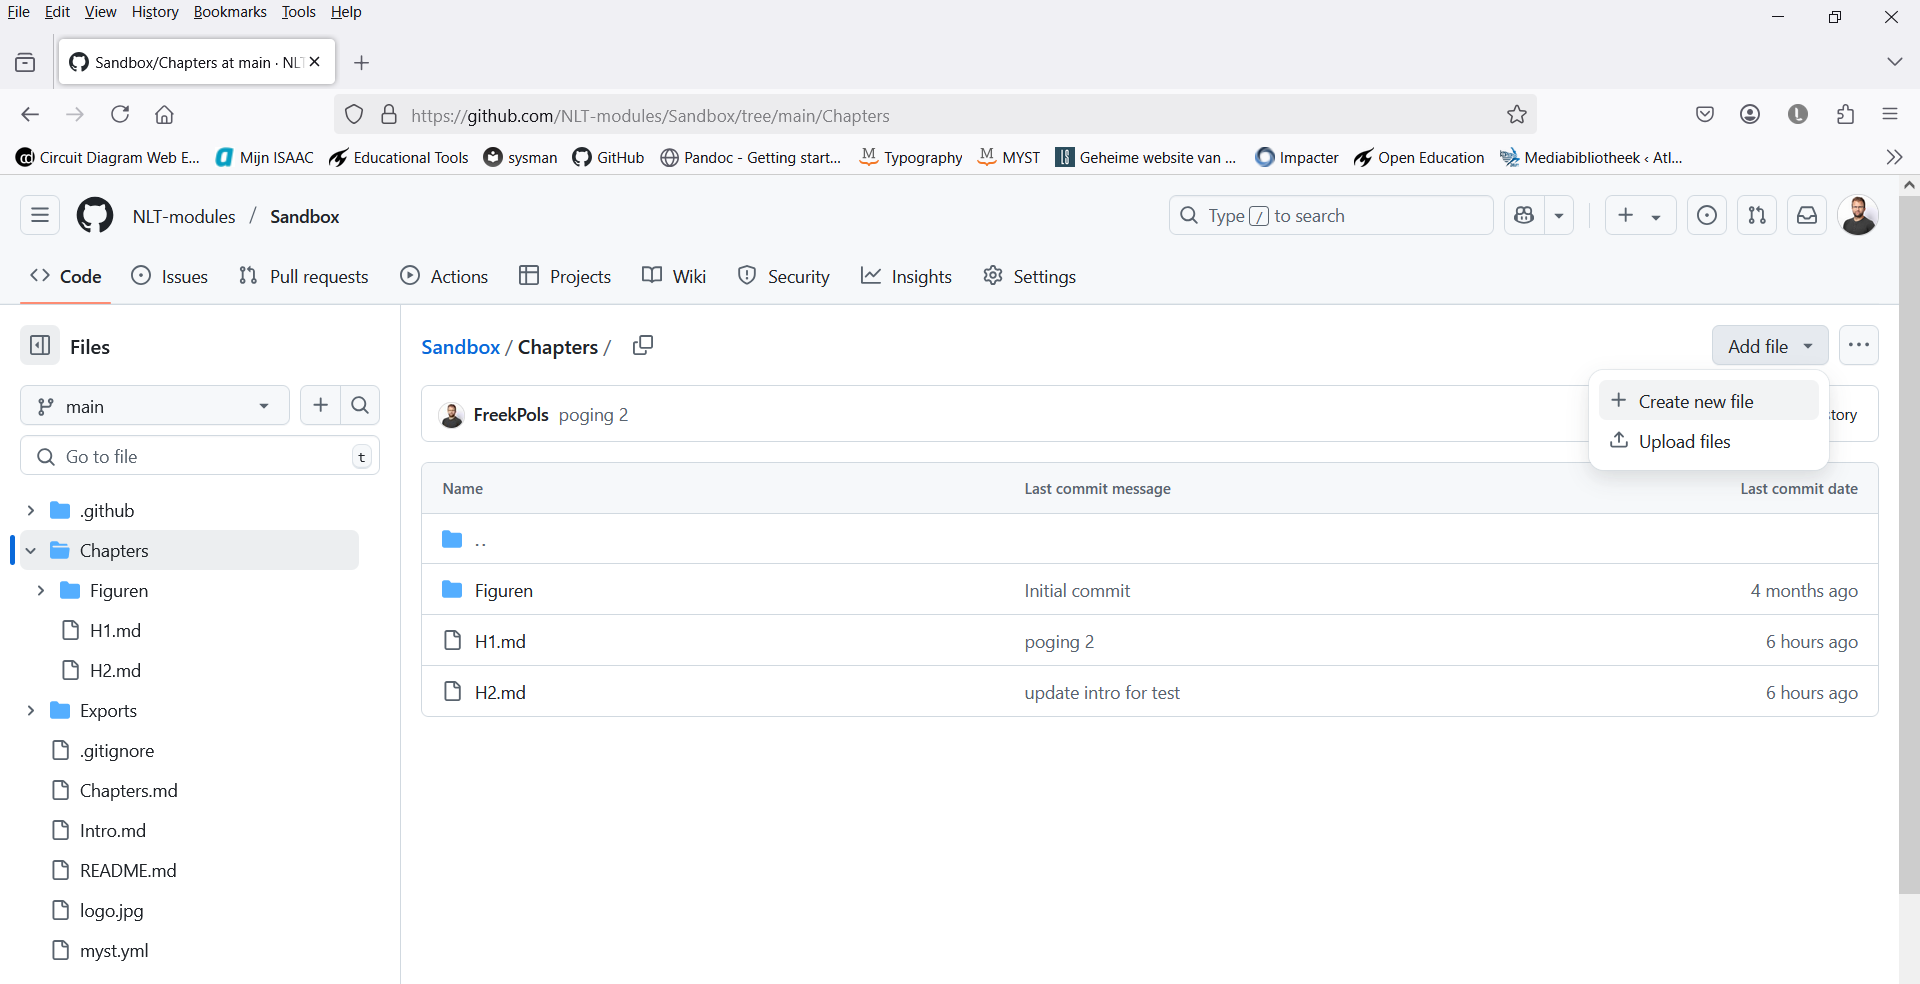 File Edit View History Bookmarks Tools Help
Sandbox/Chapters at main · NLT
https://github.com/NLT-modules/Sandbox/tree/main/Chapters
Circuit Diagram Web E... Mijn ISAAC Educational Tools sysman GitHub Pandoc - Getting start... Typography MYST Geheime website van ... Impacter Open Education Mediabibliotheek ‹ Atl...
NLT-modules / Sandbox Type / to search
Code Issues Pull requests Actions Projects Wiki Security Insights Settings
Files
main
Go to file t
.github
Chapters
Figuren
H1.md
H2.md
Exports
.gitignore
Chapters.md
Intro.md
README.md
logo.jpg
myst.yml
Sandbox / Chapters / Add file
Create new file
Upload files
FreekPols poging 2 tory
Name Last commit message Last commit date
..
Figuren Initial commit 4 months ago
H1.md poging 2 6 hours ago
H2.md update intro for test 6 hours ago